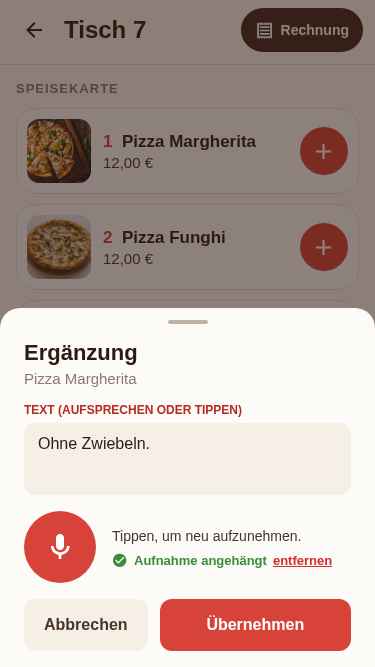 Tisch 7
Rechnung
SPEISEKARTE
1 Pizza Margherita
12,00 €
2 Pizza Funghi
12,00 €
Ergänzung
Pizza Margherita
TEXT (AUFSPRECHEN ODER TIPPEN)
Ohne Zwiebeln.
Tippen, um neu aufzunehmen.
Aufnahme angehängt entfernen
Abbrechen
Übernehmen